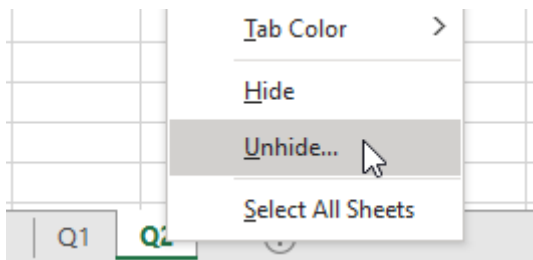 Tab Color
Hide
Unhide...
Select All Sheets
Q1 Q2